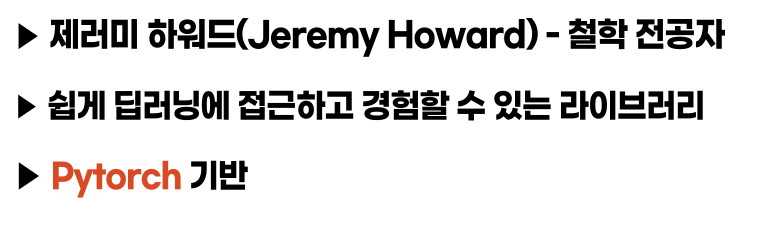 ▶ 제러미 하워드(Jeremy Howard) - 철학 전공자
▶ 쉽게 딥러닝에 접근하고 경험할 수 있는 라이브러리
▶ Pytorch 기반